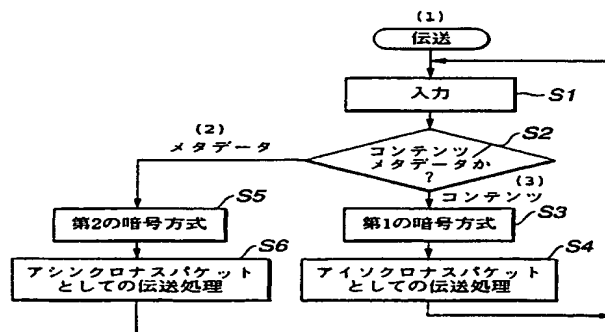 (1)
伝送
入力
S1
S2
コンテンツ/
メタデータか
?
(2)
メタデータ
(3)
コンテンツ
S5
第2の暗号方式
S3
第1の暗号方式
S6
アシンクロナスパケット
としての伝送処理
S4
アイソクロナスパケット
としての伝送処理